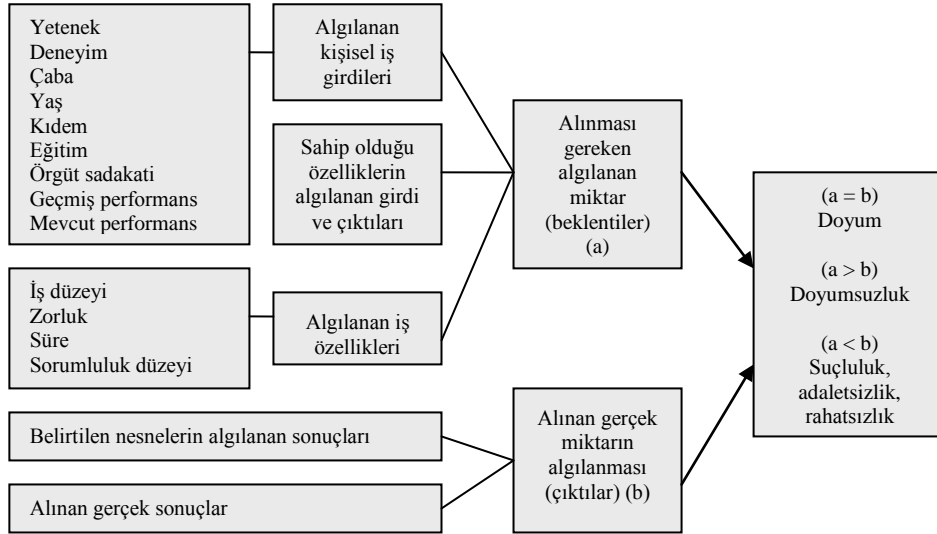 Yetenek
Deneyim
Çaba
Yaş
Kıdem
Eğitim
Örgüt sadakati
Geçmiş performans
Mevcut performans
Algılanan
kişisel iş
girdileri
Sahip olduğu
özelliklerin
algılanan girdi
ve çıktıları
İş düzeyi
Zorluk
Süre
Sorumluluk düzeyi
Algılanan iş
özellikleri
Alınması
gereken
algılanan
miktar
(beklentiler)
(a)
Belirtilen nesnelerin algılanan sonuçları
Alınan gerçek sonuçlar
Alınan gerçek
miktarın
algılanması
(çıktılar) (b)
(a = b)
Doyum
(a > b)
Doyumsuzluk
(a < b)
Suçluluk,
adaletsizlik,
rahatsızlık